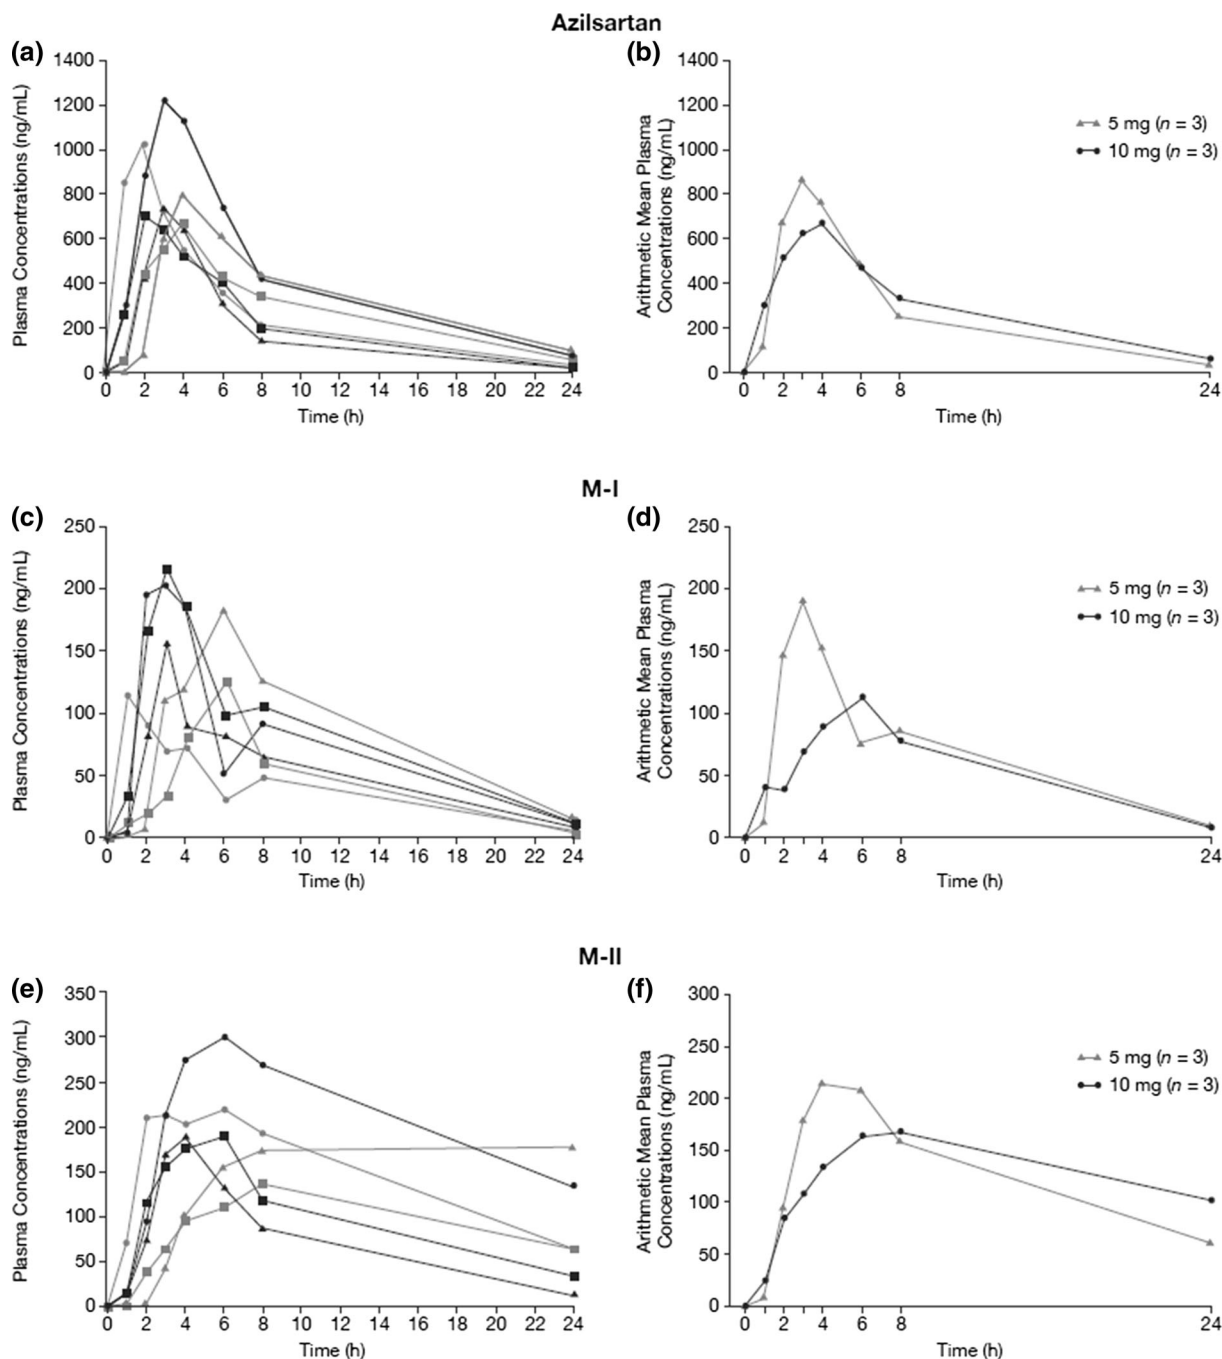 Azilsartan
(a)
Plasma Concentrations (ng/mL)
1400
1200
1000
800
600
400
200
0
0 2 4 6 8 10 12 14 16 18 20 22 24
Time (h)
(b)
Arithmetic Mean Plasma
Concentrations (ng/mL)
1400
1200
1000
800
600
400
200
0
0 2 4 6 8 24
Time (h)
5 mg (n = 3)
10 mg (n = 3)
M-I
(c)
Plasma Concentrations (ng/mL)
250
200
150
100
50
0
0 2 4 6 8 10 12 14 16 18 20 22 24
Time (h)
(d)
Arithmetic Mean Plasma
Concentrations (ng/mL)
250
200
150
100
50
0
0 2 4 6 8 24
Time (h)
5 mg (n = 3)
10 mg (n = 3)
M-II
(e)
Plasma Concentrations (ng/mL)
350
300
250
200
150
100
50
0
0 2 4 6 8 10 12 14 16 18 20 22 24
Time (h)
(f)
Arithmetic Mean Plasma
Concentrations (ng/mL)
300
250
200
150
100
50
0
0 2 4 6 8 24
Time (h)
5 mg (n = 3)
10 mg (n = 3)